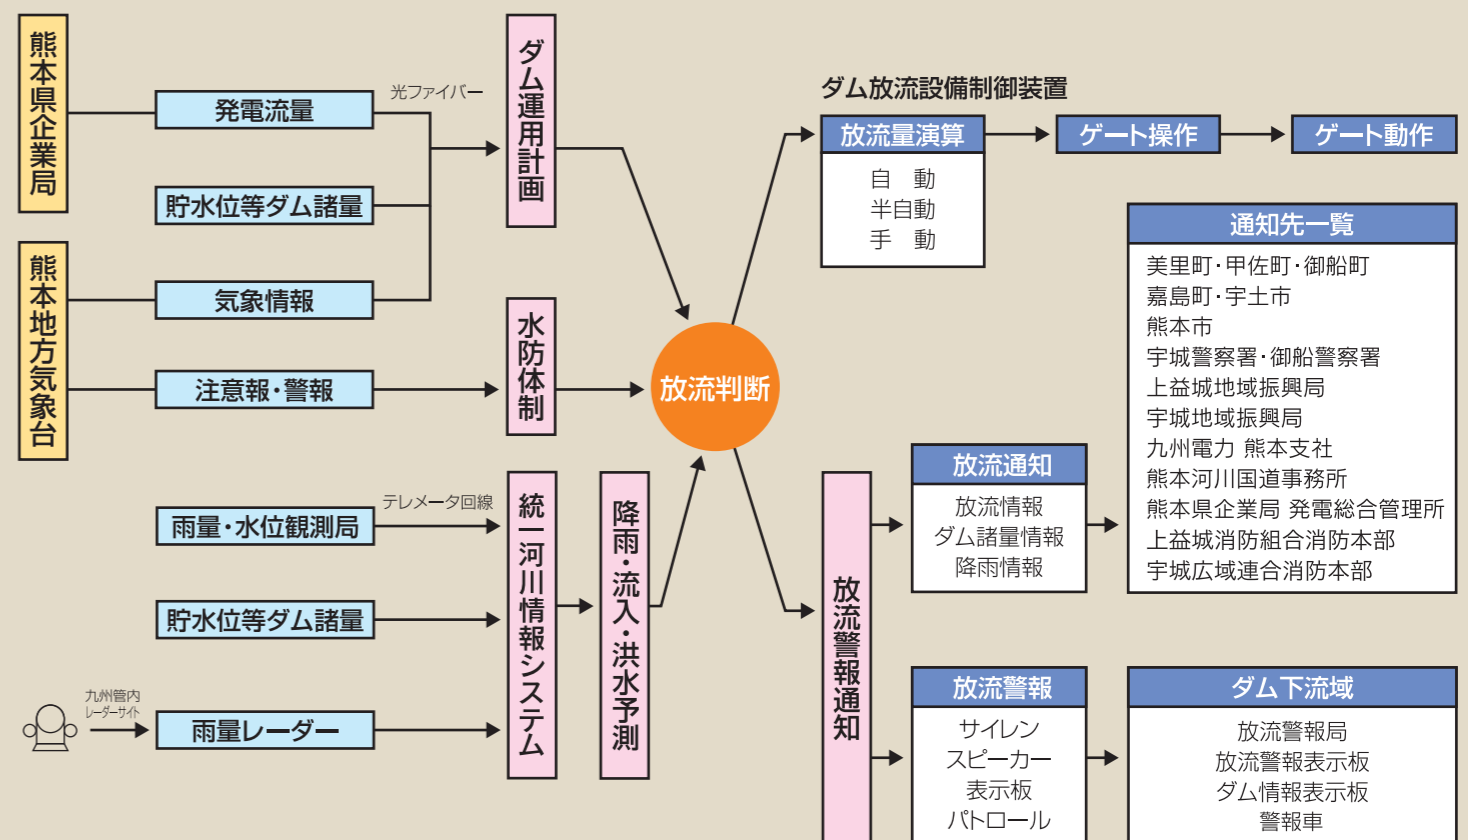 熊本県企業局
発電流量
光ファイバー
貯水位等ダム諸量
熊本地方気象台
気象情報
注意報・警報
ダム運用計画
水防体制
雨量・水位観測局
テレメータ回線
貯水位等ダム諸量
九州管内
レーダーサイト
雨量レーダー
統一河川情報システム
降雨・流入・洪水予測
放流判断
ダム放流設備制御装置
放流量演算
自　動
半自動
手　動
ゲート操作
ゲート動作
放流警報通知
放流通知
放流情報
ダム諸量情報
降雨情報
通知先一覧
美里町・甲佐町・御船町
嘉島町・宇土市
熊本市
宇城警察署・御船警察署
上益城地域振興局
宇城地域振興局
九州電力 熊本支社
熊本河川国道事務所
熊本県企業局 発電総合管理所
上益城消防組合消防本部
宇城広域連合消防本部
放流警報
サイレン
スピーカー
表示板
パトロール
ダム下流域
放流警報局
放流警報表示板
ダム情報表示板
警報車